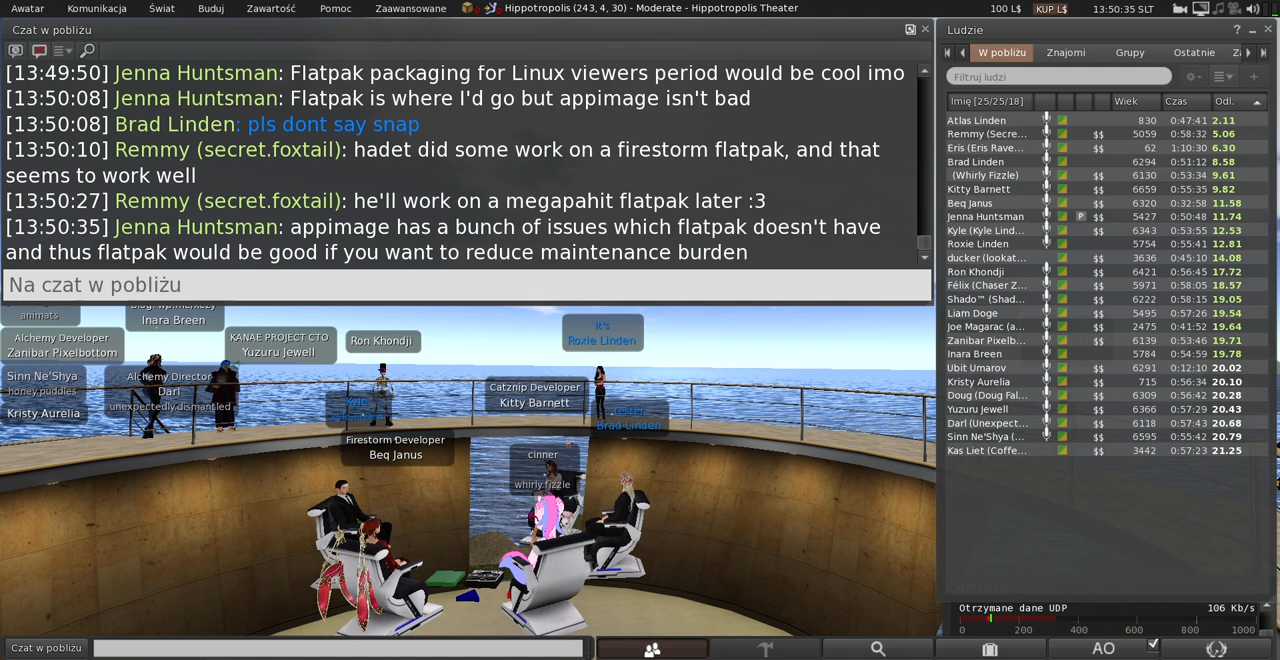 Awatar Komunikacja Świat Buduj Zawartość Pomoc Zaawansowane Hippotropolis (243, 4, 30) - Moderate - Hippotropolis Theater 100 L$ KUP L$ 13:50:35 SLT
Czat w pobliżu
[13:49:50] Jenna Huntsman: Flatpak packaging for Linux viewers period would be cool imo
[13:50:08] Jenna Huntsman: Flatpak is where I'd go but appimage isn't bad
[13:50:08] Brad Linden: pls dont say snap
[13:50:10] Remmy (secret.foxtail): hadet did some work on a firestorm flatpak, and that
seems to work well
[13:50:27] Remmy (secret.foxtail): he'll work on a megapahit flatpak later :3
[13:50:35] Jenna Huntsman: appimage has a bunch of issues which flatpak doesn't have
and thus flatpak would be good if you want to reduce maintenance burden
Na czat w pobliżu
animats
Inara Breen
Alchemy Developer
Zanibar Pixelbottom
KANAE PROJECT CTO
Yuzuru Jewell
Ron Khondji
It's
Roxie Linden
Sinn Ne'Shya
honey.puddles
Kristy Aurelia
Alchemy Director
Darl
unexpectedly.dismantled
Kyle
Catznip Developer
Kitty Barnett
Tester
Brad Linden
Firestorm Developer
Beq Janus
cinner
whirly.fizzle
Ludzie
W pobliżu Znajomi Grupy Ostatnie
Filtruj ludzi
Imię [25/25/18] Wiek Czas Odl.
Atlas Linden 830 0:47:41 2.11
Remmy (Secre... $$ 5059 0:58:32 5.06
Eris (Eris Rave... $$ 62 1:10:30 6.30
Brad Linden 6294 0:51:12 8.58
(Whirly Fizzle) $$ 6130 0:53:34 9.61
Kitty Barnett $$ 6659 0:55:35 9.82
Beq Janus $$ 6320 0:32:58 11.58
Jenna Huntsman P $$ 5427 0:50:48 11.74
Kyle (Kyle Lind... $$ 6343 0:53:55 12.53
Roxie Linden 5754 0:55:41 12.81
ducker (lookat... $$ 3636 0:45:10 14.08
Ron Khondji $$ 6421 0:56:45 17.72
Félix (Chaser Z... $$ 5971 0:58:05 18.57
Shado™ (Shad... $$ 6222 0:58:15 19.05
Liam Doge $$ 5495 0:57:26 19.54
Joe Magarac (a... $$ 2475 0:41:52 19.64
Zanibar Pixelb... $$ 6139 0:53:46 19.71
Inara Breen 5784 0:54:59 19.78
Ubit Umarov $$ 6291 0:12:10 20.02
Kristy Aurelia $$ 715 0:56:34 20.10
Doug (Doug Fal... $$ 6309 0:56:42 20.28
Yuzuru Jewell $$ 6366 0:57:29 20.43
Darl (Unexpect... $$ 6118 0:57:43 20.68
Sinn Ne'Shya (... $$ 6595 0:55:42 20.79
Kas Liet (Coffe... $$ 3442 0:57:23 21.25
Otrzymane dane UDP 106 Kb/s
0 200 400 600 800 1000
Czat w pobliżu
AO